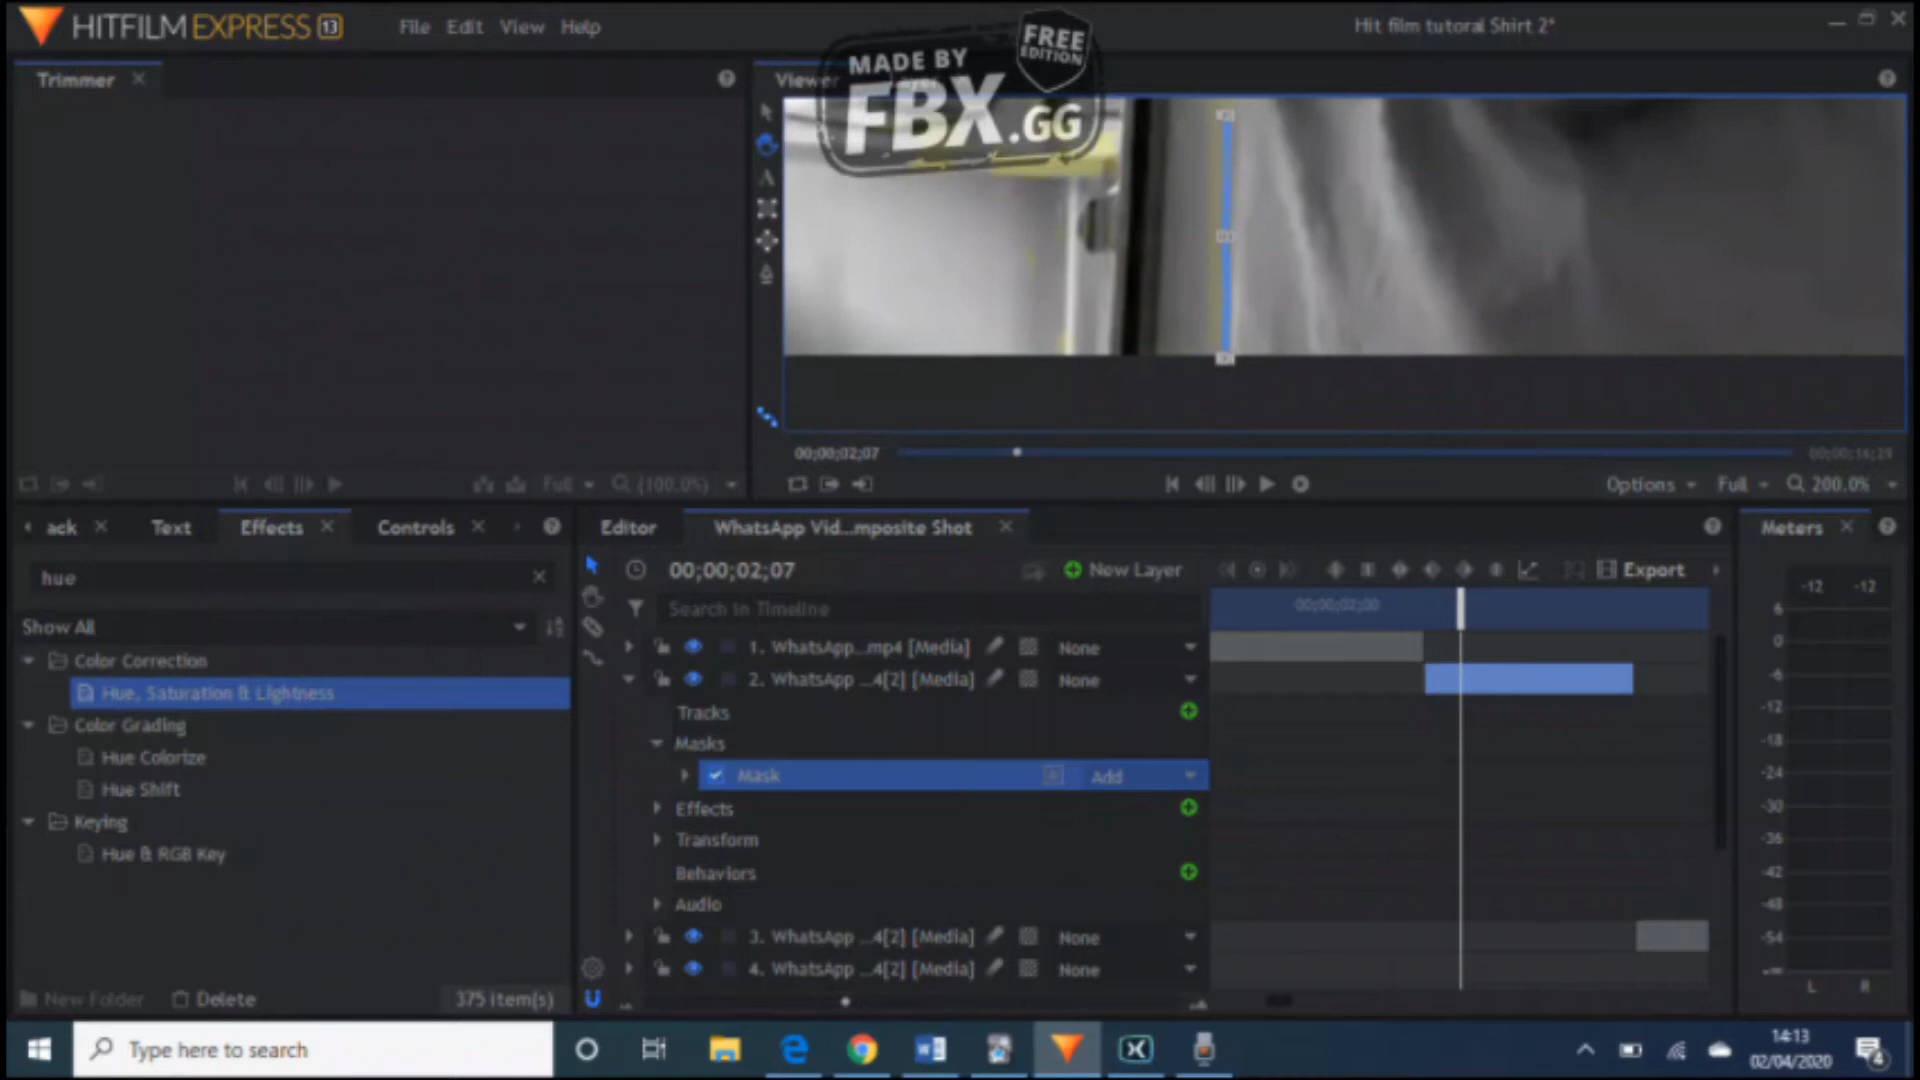 HITFILM EXPRESS 13
File Edit View Help
Hit film tutoral Shirt 2*
MADE BY
FBX.GG
FREE
EDITION
Trimmer
Viewer
00;00;02;07
Full (100.0%)
Options Full 200.0%
ack Text Effects Controls
hue
Show All
Color Correction
Hue, Saturation & Lightness
Color Grading
Hue Colorize
Hue Shift
Keying
Hue & RGB Key
New Folder Delete 375 item(s)
Editor WhatsApp Vid...mposite Shot
00;00;02;07 New Layer Export
Search in Timeline
00;00;02;00
1. WhatsApp...mp4 [Media] None
2. WhatsApp ...4[2] [Media] None
Tracks
Masks
Mask Add
Effects
Transform
Behaviors
Audio
3. WhatsApp ...4[2] [Media] None
4. WhatsApp ...4[2] [Media] None
Meters
-12 -12
6
0
-6
-12
-18
-24
-30
-36
-42
-48
-54
L R
Type here to search
14:13
02/04/2020
4